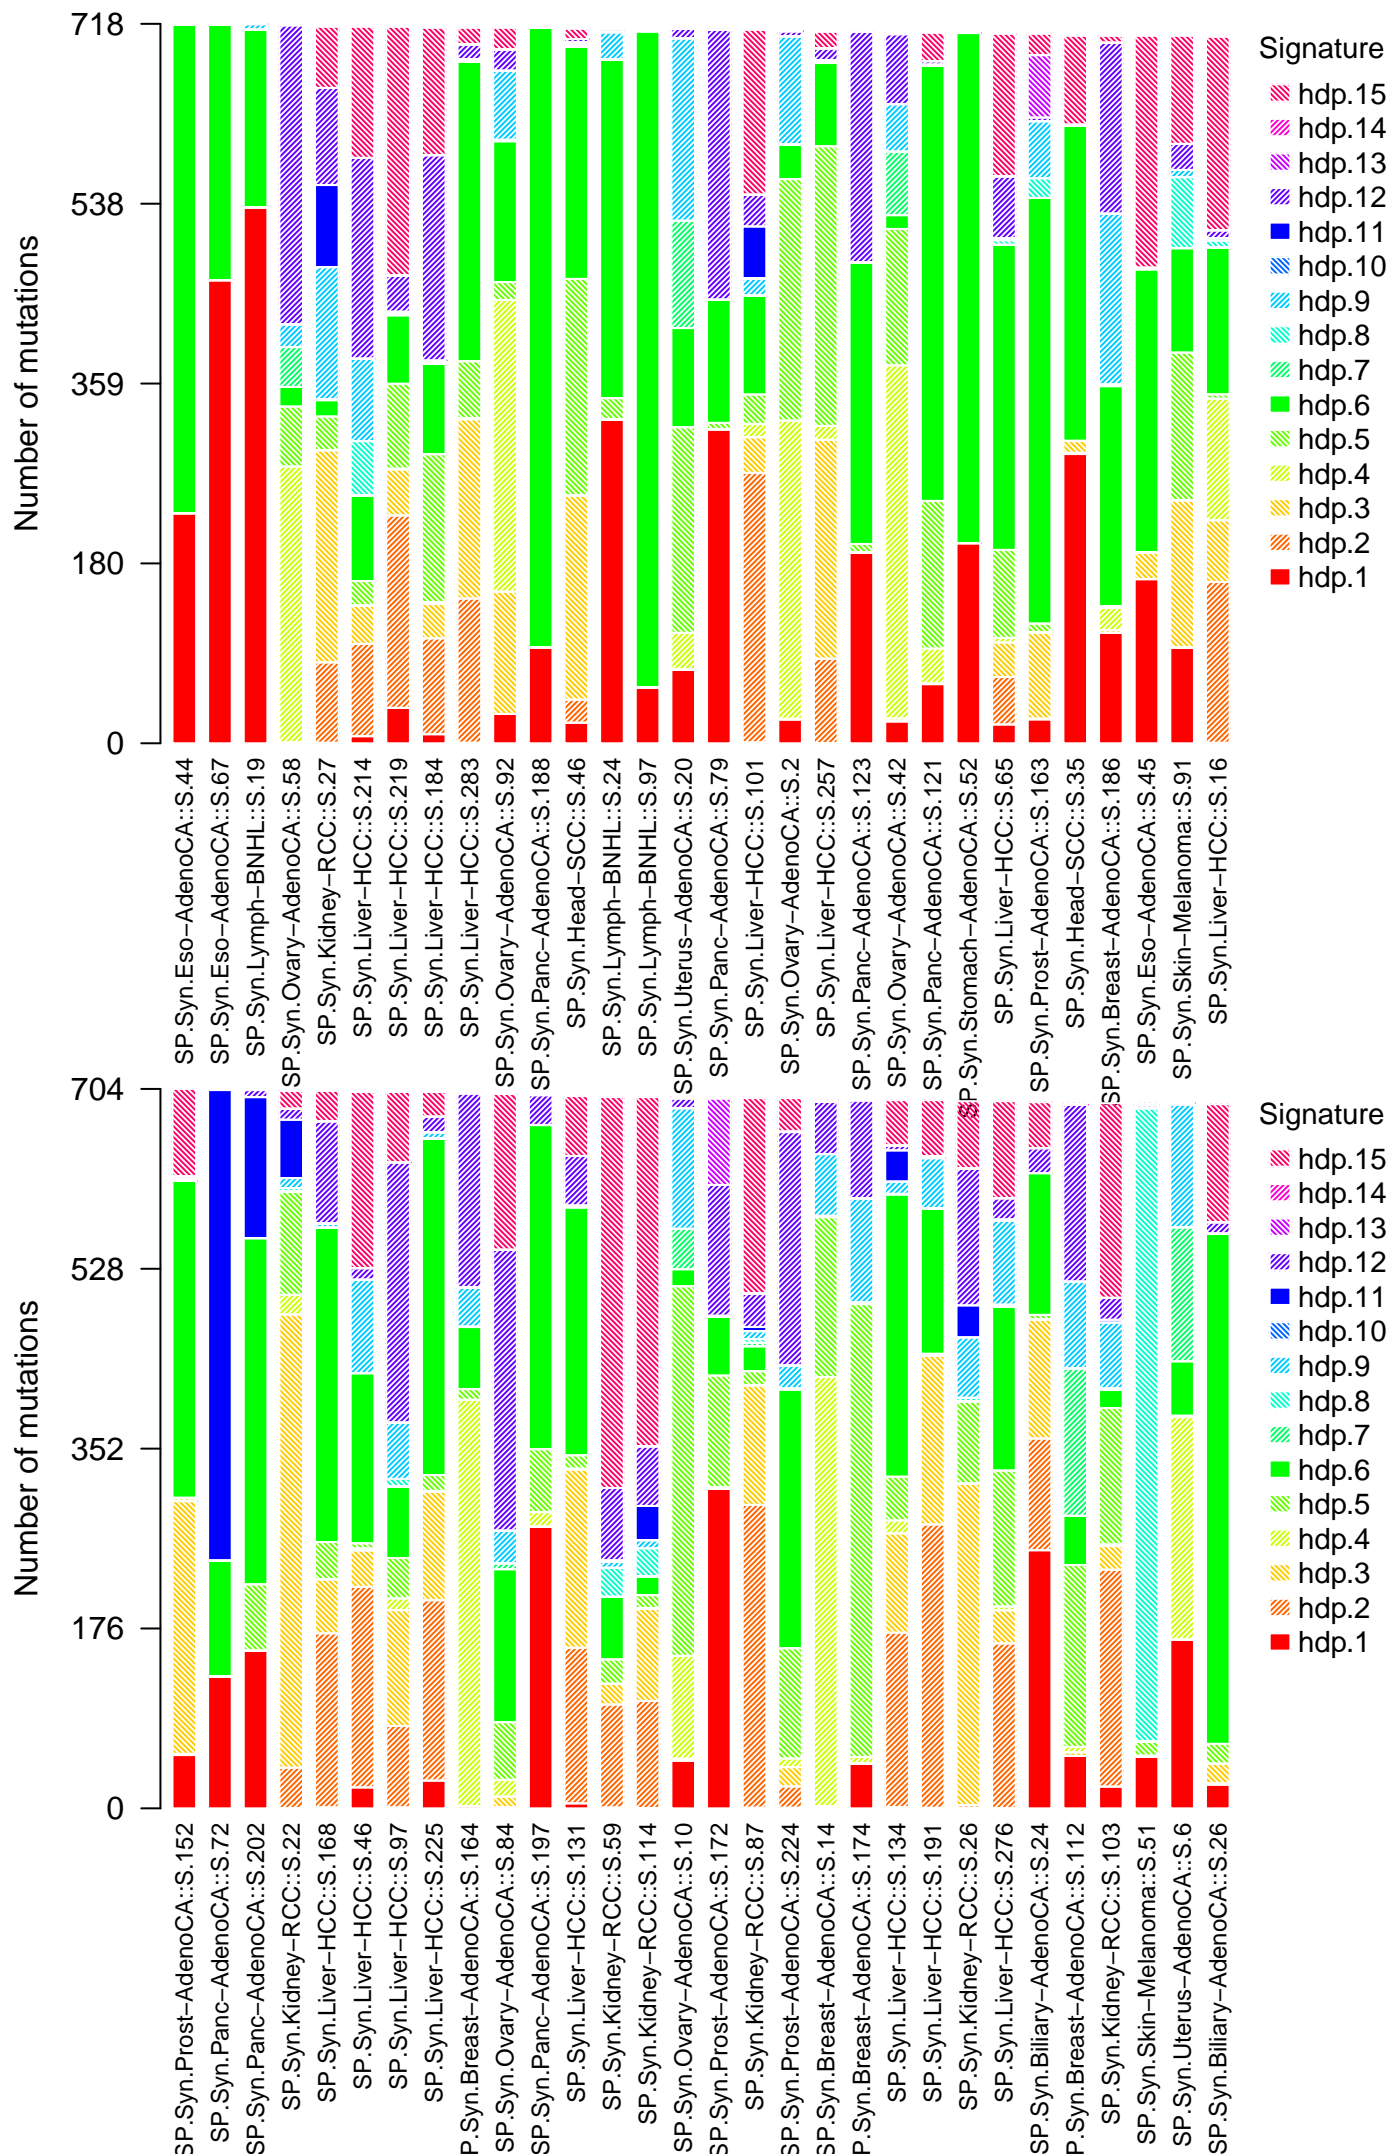 Number of mutations
718
538
359
180
0
Signature
hdp.15
hdp.14
hdp.13
hdp.12
hdp.11
hdp.10
hdp.9
hdp.8
hdp.7
hdp.6
hdp.5
hdp.4
hdp.3
hdp.2
hdp.1
SP.Syn.Eso−AdenoCA::S.44
SP.Syn.Eso−AdenoCA::S.67
SP.Syn.Lymph−BNHL::S.19
SP.Syn.Ovary−AdenoCA::S.58
SP.Syn.Kidney−RCC::S.27
SP.Syn.Liver−HCC::S.214
SP.Syn.Liver−HCC::S.219
SP.Syn.Liver−HCC::S.184
SP.Syn.Liver−HCC::S.283
SP.Syn.Ovary−AdenoCA::S.92
SP.Syn.Panc−AdenoCA::S.188
SP.Syn.Head−SCC::S.46
SP.Syn.Lymph−BNHL::S.24
SP.Syn.Lymph−BNHL::S.97
SP.Syn.Uterus−AdenoCA::S.20
SP.Syn.Panc−AdenoCA::S.79
SP.Syn.Liver−HCC::S.101
SP.Syn.Ovary−AdenoCA::S.2
SP.Syn.Liver−HCC::S.257
SP.Syn.Panc−AdenoCA::S.123
SP.Syn.Ovary−AdenoCA::S.42
SP.Syn.Panc−AdenoCA::S.121
SP.Syn.Stomach−AdenoCA::S.52
SP.Syn.Liver−HCC::S.65
SP.Syn.Prost−AdenoCA::S.163
SP.Syn.Head−SCC::S.35
SP.Syn.Breast−AdenoCA::S.186
SP.Syn.Eso−AdenoCA::S.45
SP.Syn.Skin−Melanoma::S.91
SP.Syn.Liver−HCC::S.16
Number of mutations
704
528
352
176
0
Signature
hdp.15
hdp.14
hdp.13
hdp.12
hdp.11
hdp.10
hdp.9
hdp.8
hdp.7
hdp.6
hdp.5
hdp.4
hdp.3
hdp.2
hdp.1
SP.Syn.Prost−AdenoCA::S.152
SP.Syn.Panc−AdenoCA::S.72
SP.Syn.Panc−AdenoCA::S.202
SP.Syn.Kidney−RCC::S.22
SP.Syn.Liver−HCC::S.168
SP.Syn.Liver−HCC::S.46
SP.Syn.Liver−HCC::S.97
SP.Syn.Liver−HCC::S.225
P.Syn.Breast−AdenoCA::S.164
SP.Syn.Ovary−AdenoCA::S.84
SP.Syn.Panc−AdenoCA::S.197
SP.Syn.Liver−HCC::S.131
SP.Syn.Kidney−RCC::S.59
SP.Syn.Kidney−RCC::S.114
SP.Syn.Ovary−AdenoCA::S.10
SP.Syn.Prost−AdenoCA::S.172
SP.Syn.Kidney−RCC::S.87
SP.Syn.Prost−AdenoCA::S.224
SP.Syn.Breast−AdenoCA::S.14
P.Syn.Breast−AdenoCA::S.174
SP.Syn.Liver−HCC::S.134
SP.Syn.Liver−HCC::S.191
SP.Syn.Kidney−RCC::S.26
SP.Syn.Liver−HCC::S.276
SP.Syn.Biliary−AdenoCA::S.24
P.Syn.Breast−AdenoCA::S.112
SP.Syn.Kidney−RCC::S.103
SP.Syn.Skin−Melanoma::S.51
SP.Syn.Uterus−AdenoCA::S.6
SP.Syn.Biliary−AdenoCA::S.26